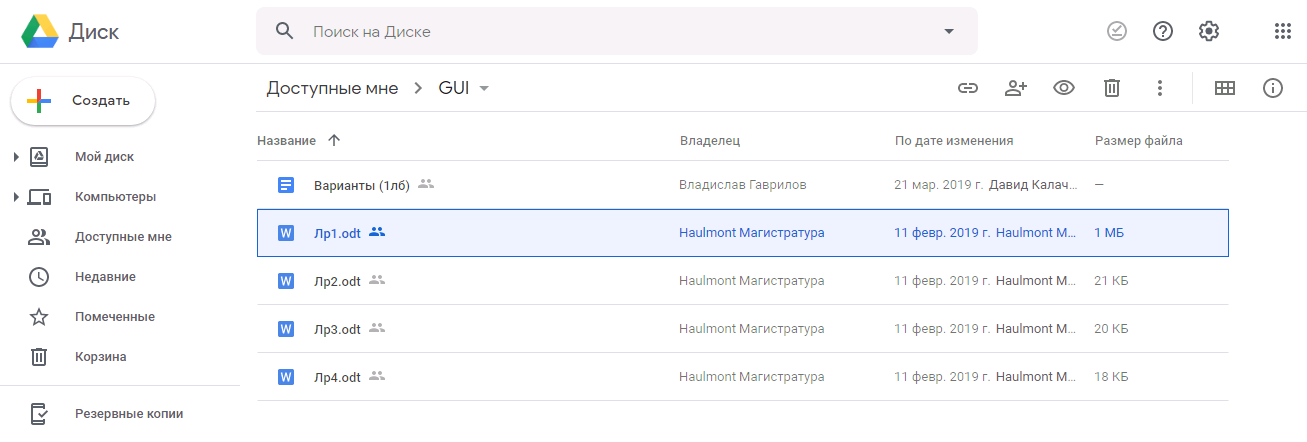 Диск
Поиск на Диске
Создать
Мой диск
Компьютеры
Доступные мне
Недавние
Помеченные
Корзина
Резервные копии
Доступные мне > GUI
Название Владелец По дате изменения Размер файла
Варианты (1лб) Владислав Гаврилов 21 мар. 2019 г. Давид Калач... —
W Лр1.odt Haulmont Магистратура 11 февр. 2019 г. Haulmont М... 1 МБ
W Лр2.odt Haulmont Магистратура 11 февр. 2019 г. Haulmont М... 21 КБ
W Лр3.odt Haulmont Магистратура 11 февр. 2019 г. Haulmont М... 20 КБ
W Лр4.odt Haulmont Магистратура 11 февр. 2019 г. Haulmont М... 18 КБ